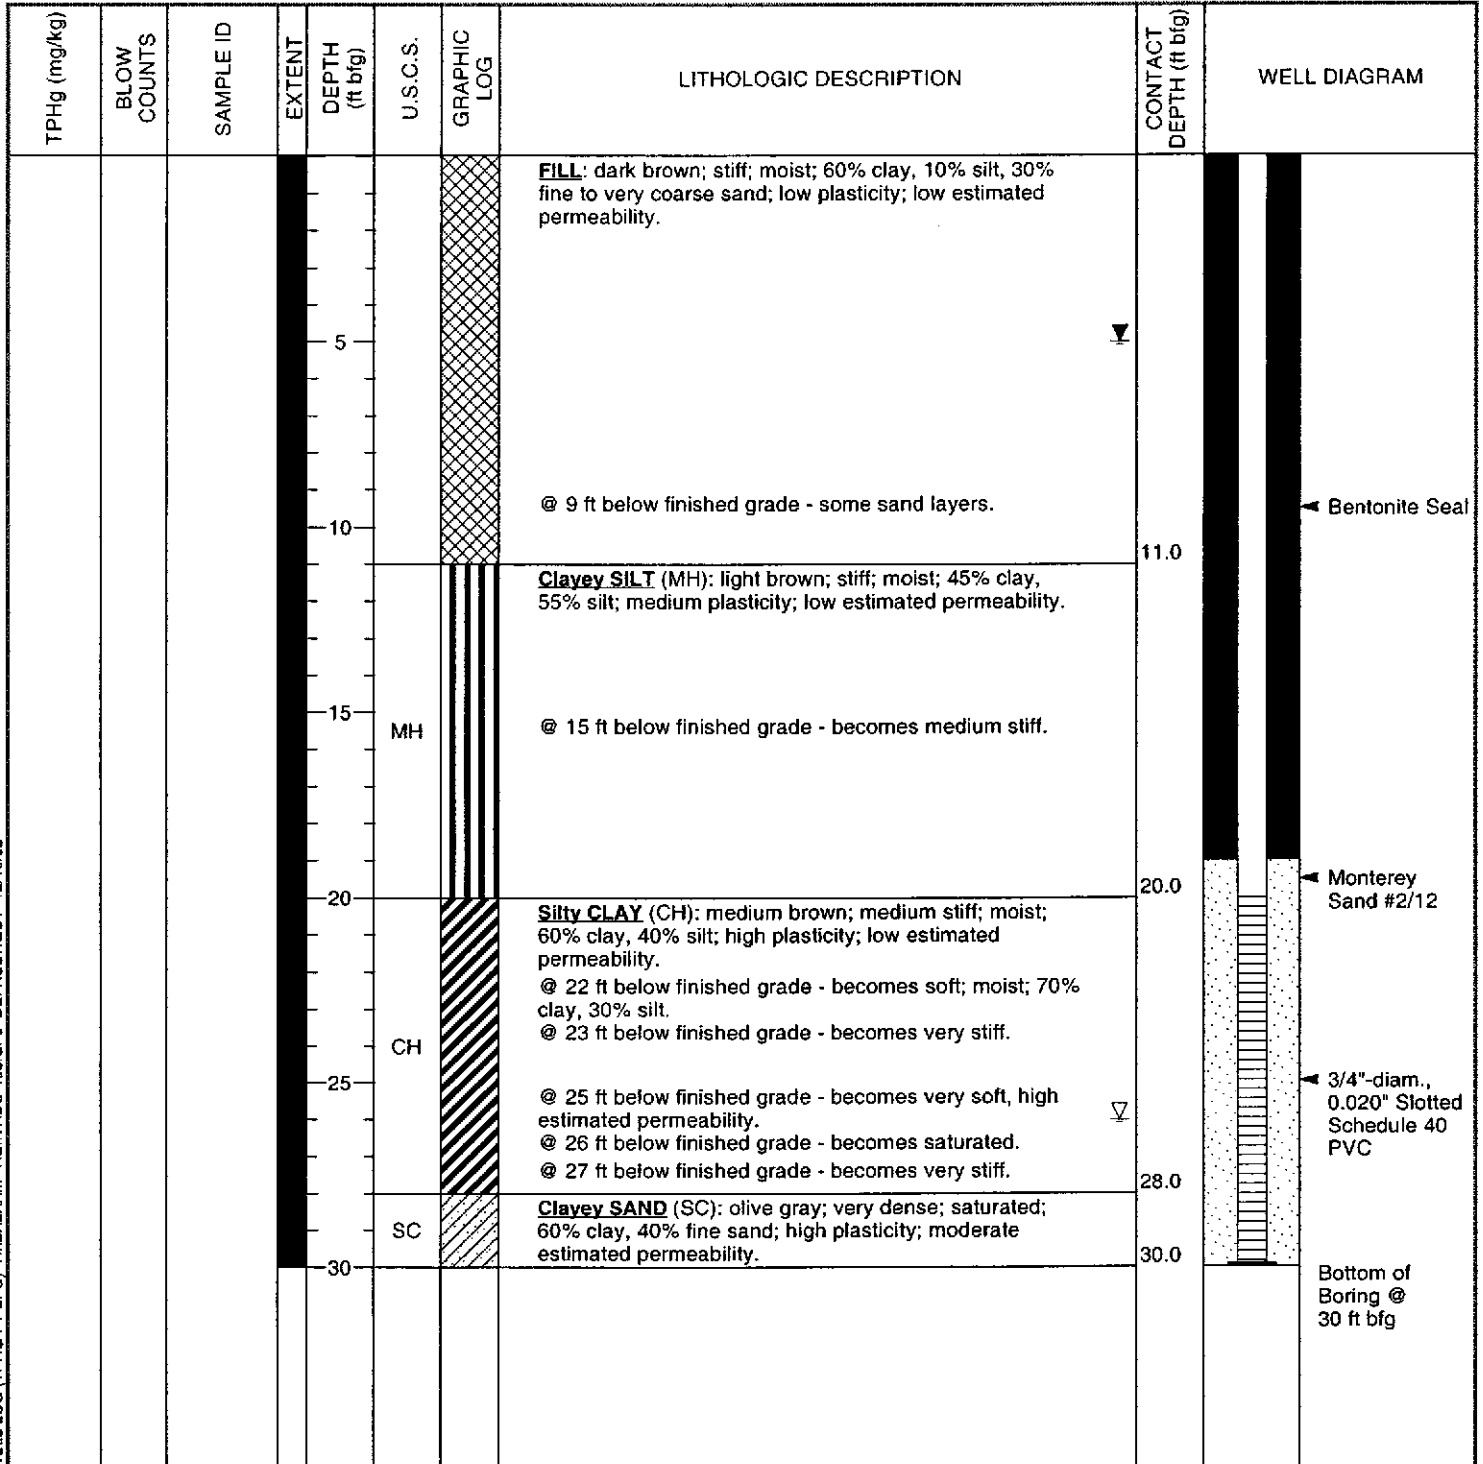 TPHg (mg/kg)
BLOW
COUNTS
SAMPLE ID
EXTENT
DEPTH
(ft bfg)
U.S.C.S.
GRAPHIC
LOG
LITHOLOGIC DESCRIPTION
CONTACT
DEPTH (ft bfg)
WELL DIAGRAM
FILL: dark brown; stiff; moist; 60% clay, 10% silt, 30%
fine to very coarse sand; low plasticity; low estimated
permeability.
5
@ 9 ft below finished grade - some sand layers.
Bentonite Seal
10
11.0
Clayey SILT (MH): light brown; stiff; moist; 45% clay,
55% silt; medium plasticity; low estimated permeability.
15
MH
@ 15 ft below finished grade - becomes medium stiff.
20
20.0
Monterey
Sand #2/12
Silty CLAY (CH): medium brown; medium stiff; moist;
60% clay, 40% silt; high plasticity; low estimated
permeability.
@ 22 ft below finished grade - becomes soft; moist; 70%
clay, 30% silt.
@ 23 ft below finished grade - becomes very stiff.
CH
25
@ 25 ft below finished grade - becomes very soft, high
estimated permeability.
@ 26 ft below finished grade - becomes saturated.
@ 27 ft below finished grade - becomes very stiff.
3/4"-diam.,
0.020" Slotted
Schedule 40
PVC
28.0
Clayey SAND (SC): olive gray; very dense; saturated;
60% clay, 40% fine sand; high plasticity; moderate
estimated permeability.
SC
30
30.0
Bottom of
Boring @
30 ft bfg